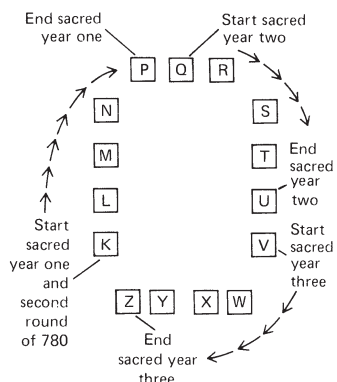 End sacred
year one
Start sacred
year two
P Q R
N
S
M
T
End
sacred
year
two
L
U
Start
sacred
year one
and
second
round
of 780
K
V
Start
sacred
year
three
Z Y X W
End
sacred year
three